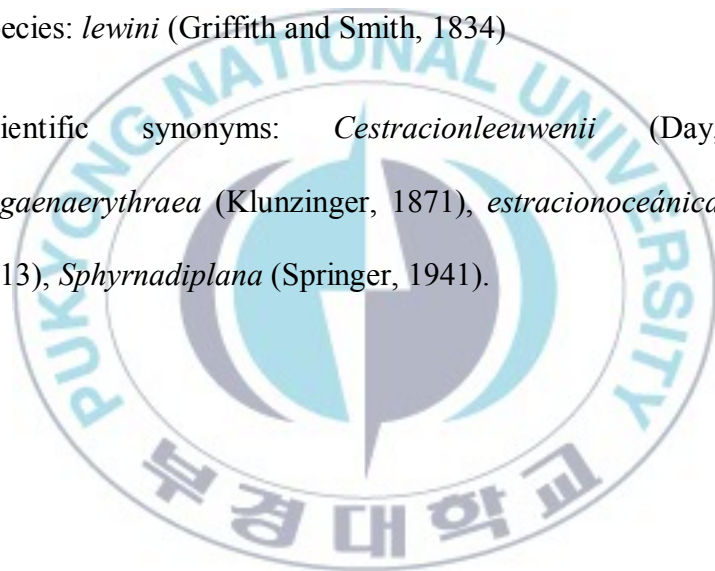 ecies: lewini (Griffith and Smith, 1834)
ientific synonyms: Cestracionleeuwenii (Day,
gaenaerythraea (Klunzinger, 1871), estracionoceánica
13), Sphyrnadiplana (Springer, 1941).
PUKYONG NATIONAL UNIVERSITY
부경대학교